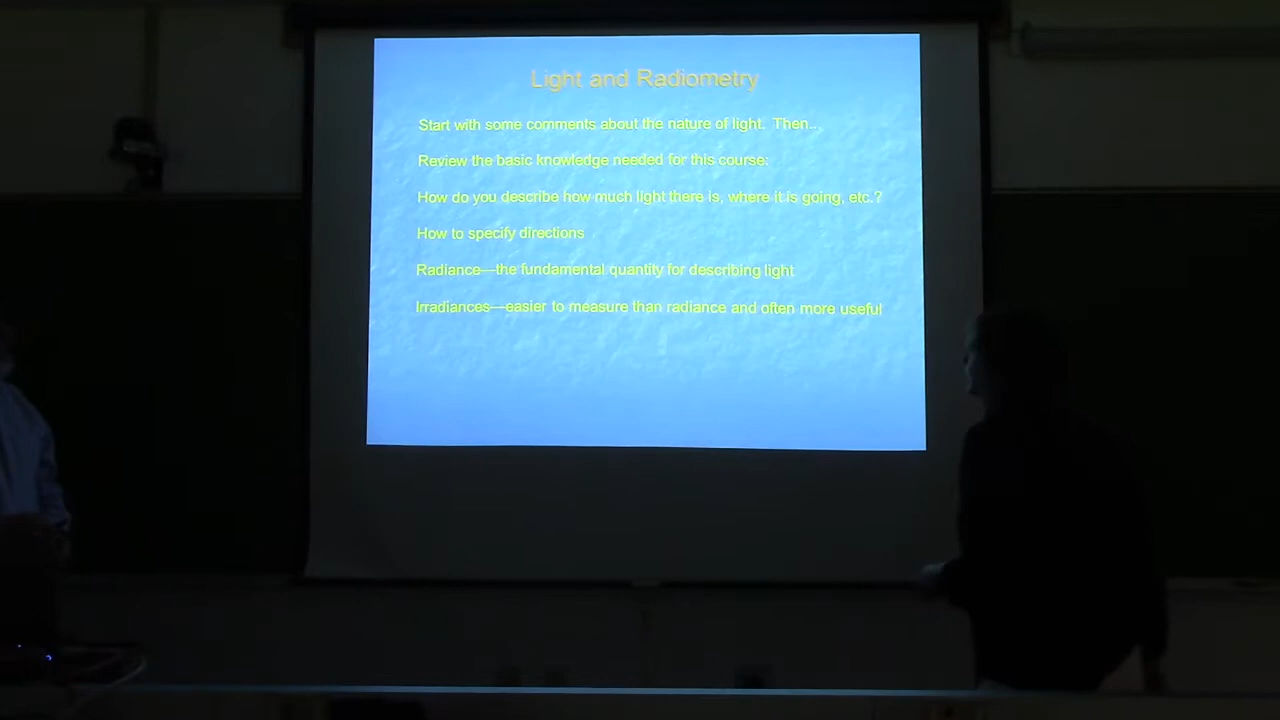 Light and Radiometry
Start with some comments about the nature of light. Then...
Review the basic knowledge needed for this course:
How do you describe how much light there is, where it is going, etc.?
How to specify directions
Radiance—the fundamental quantity for describing light
Irradiances—easier to measure than radiance and often more useful